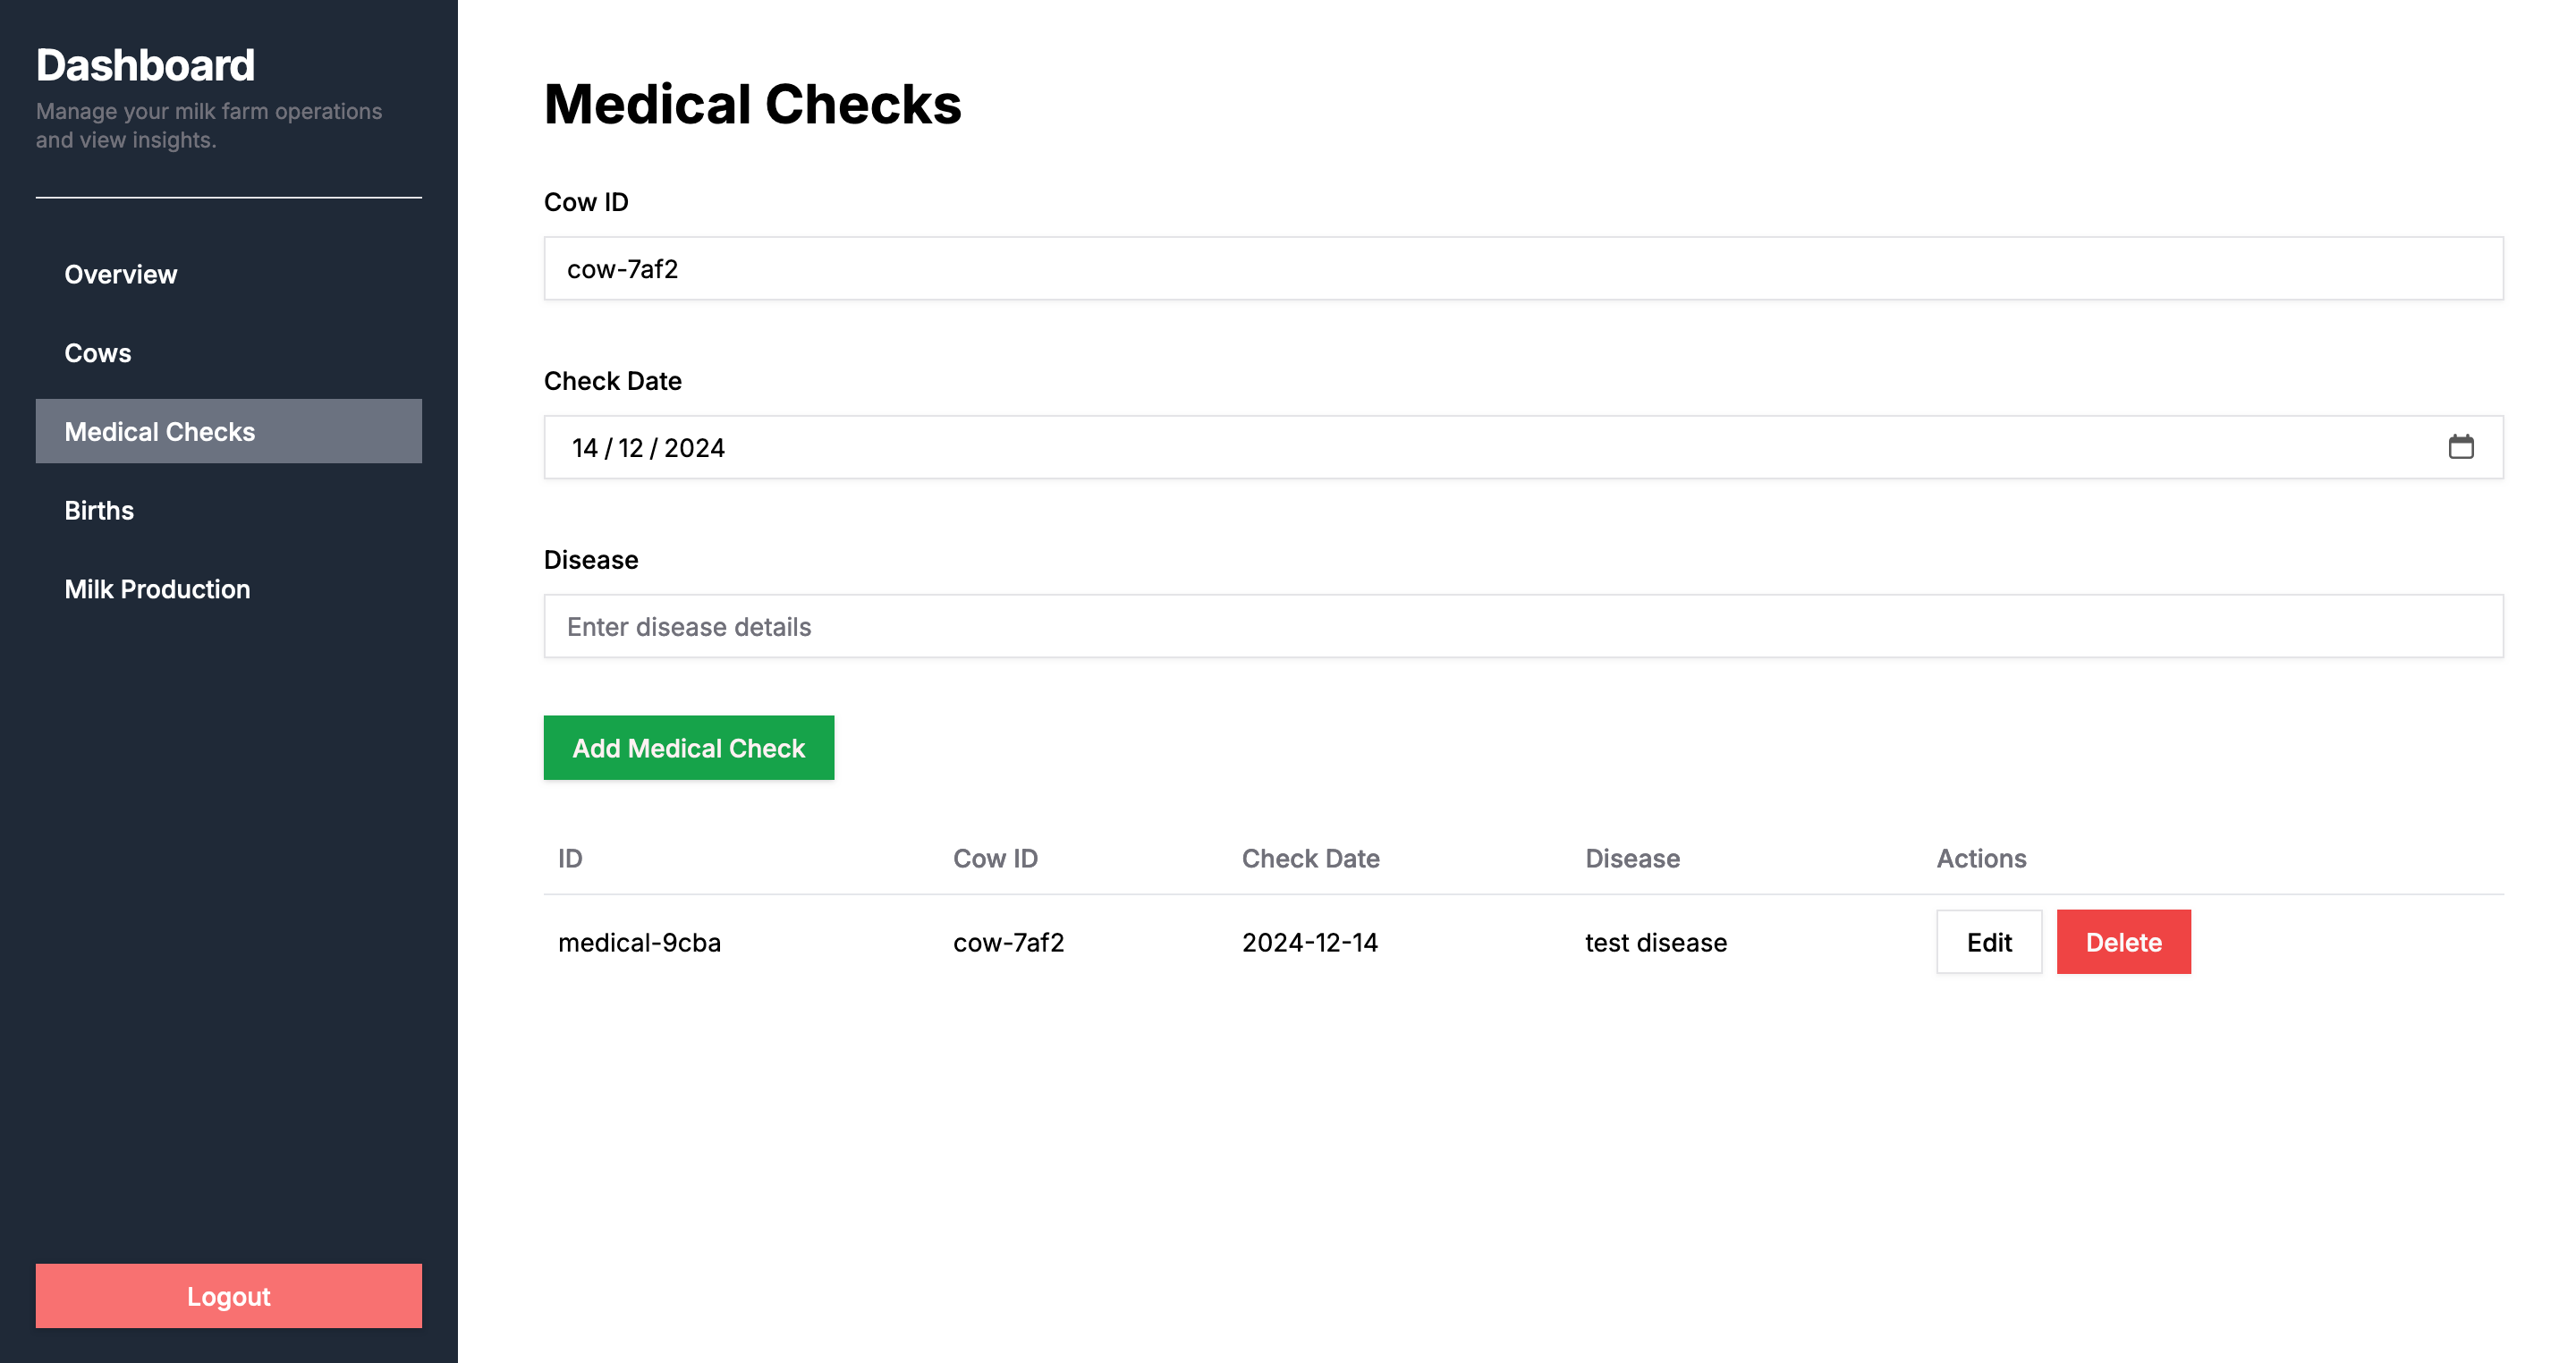 Dashboard
Manage your milk farm operations
and view insights.
Overview
Cows
Medical Checks
Births
Milk Production
Logout
Medical Checks
Cow ID
cow-7af2
Check Date
14 / 12 / 2024
Disease
Enter disease details
Add Medical Check
ID Cow ID Check Date Disease Actions
medical-9cba cow-7af2 2024-12-14 test disease Edit Delete